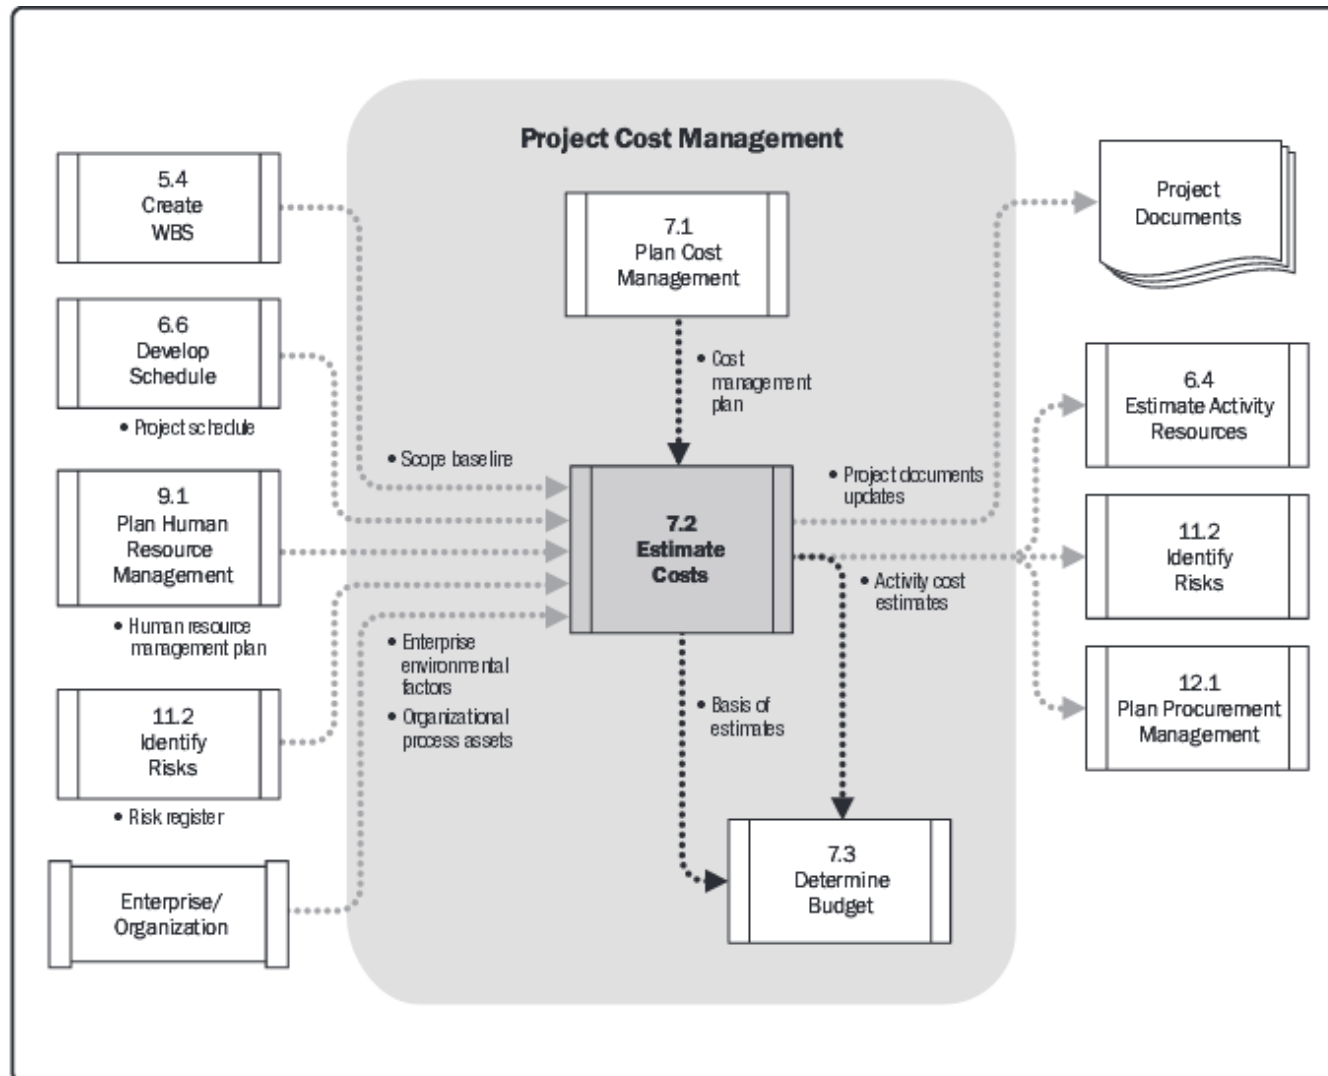 Project Cost Management
5.4
Create
WBS
6.6
Develop
Schedule
• Project schedule
9.1
Plan Human
Resource
Management
• Human resource
management plan
11.2
Identify
Risks
• Risk register
Enterprise/
Organization
7.1
Plan Cost
Management
• Cost
management
plan
• Scope baseline
7.2
Estimate
Costs
• Enterprise
environmental
factors
• Organizational
process assets
• Project documents
updates
• Activity cost
estimates
• Basis of
estimates
7.3
Determine
Budget
Project
Documents
6.4
Estimate Activity
Resources
11.2
Identify
Risks
12.1
Plan Procurement
Management